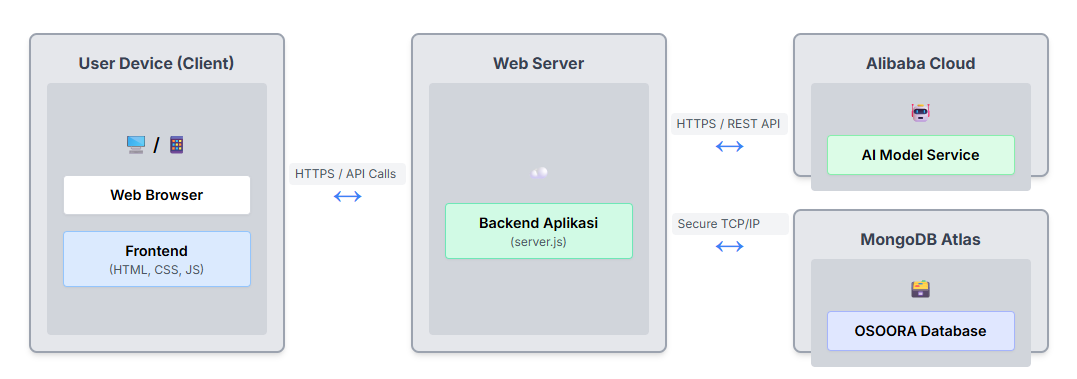 User Device (Client)
/
Web Browser
Frontend
(HTML, CSS, JS)
HTTPS / API Calls
Web Server
Backend Aplikasi
(server.js)
HTTPS / REST API
Secure TCP/IP
Alibaba Cloud
AI Model Service
MongoDB Atlas
OSOORA Database